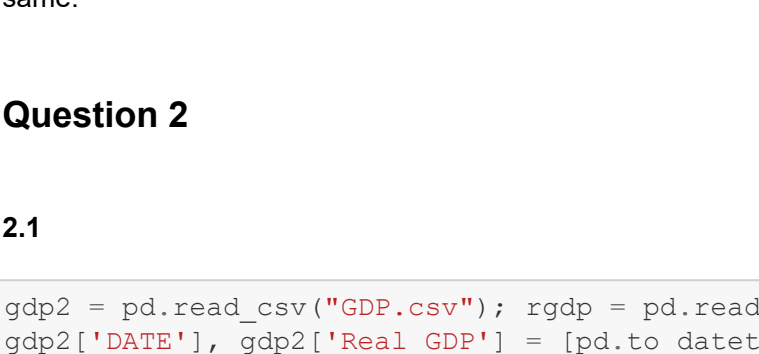 same.
Question 2
2.1
gdp2 = pd.read_csv("GDP.csv"); rgdp = pd.read
gdp2['DATE'], gdp2['Real GDP'] = [pd.to_datet